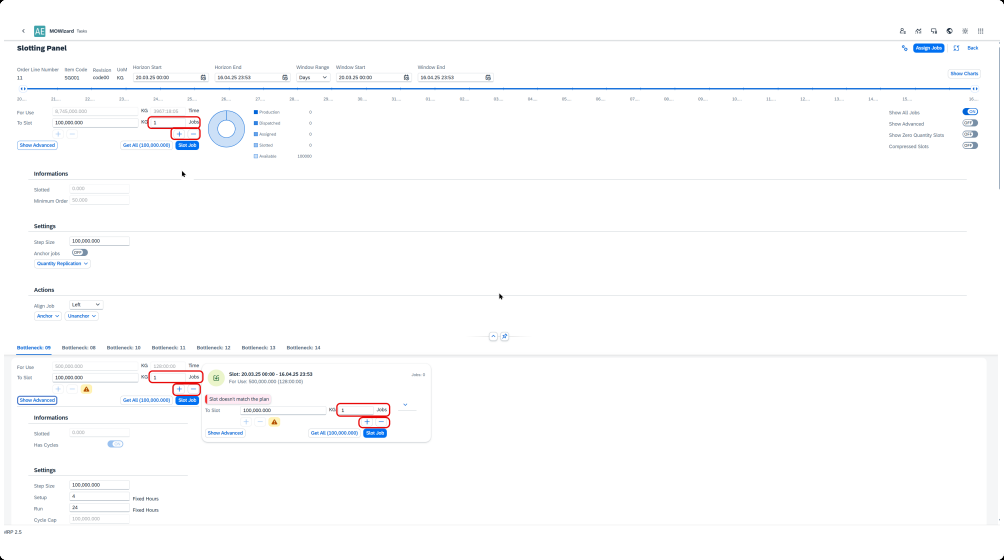 AE MOWizard Tasks
Slotting Panel
Assign Jobs
Back
Order Line Number Item Code Revision UoM Horizon Start Horizon End Window Range Window Start Window End
11 SG001 code00 KG 20.03.25 00:00 16.04.25 23:53 Days 20.03.25 00:00 16.04.25 23:53
Show Charts
20... 21... 22... 23... 24... 25... 26... 27... 28... 29... 30... 31... 01... 02... 03... 04... 05... 06... 07... 08... 09... 10... 11... 12... 13... 14... 15... 16...
For Use KG Time
To Slot 100,000.000 KG 1 Jobs
+ −
+ −
Show Advanced Get All (100,000.000) Slot Job
Production 0
Dispatched 0
Assigned 0
Slotted 0
Available 100000
Show All Jobs ON
Show Advanced OFF
Show Zero Quantity Slots OFF
Compressed Slots OFF
Informations
Slotted 0.000
Minimum Order 50.000
Settings
Step Size 100,000.000
Anchor jobs OFF
Quantity Replication
Actions
Align Job Left
Anchor Unanchor
Bottleneck: 05 Bottleneck: 08 Bottleneck: 10 Bottleneck: 11 Bottleneck: 12 Bottleneck: 13 Bottleneck: 14
For Use 500,000.000 KG 128:00:00 Time
To Slot 100,000.000 KG 1 Jobs
+ −
+ −
Show Advanced Get All (100,000.000) Slot Job
Slot: 20.03.25 00:00 - 16.04.25 23:53
For Use: 500,000.000 (128:00:00)
Jobs: 0
Slot doesn't match the plan
To Slot 100,000.000 KG 1 Jobs
+ −
+ −
Show Advanced Get All (100,000.000) Slot Job
Informations
Slotted 0.000
Has Cycles
Settings
Step Size 100,000.000
Setup 4 Fixed Hours
Run 24 Fixed Hours
Cycle Cap 100,000.000
MRP 2.5